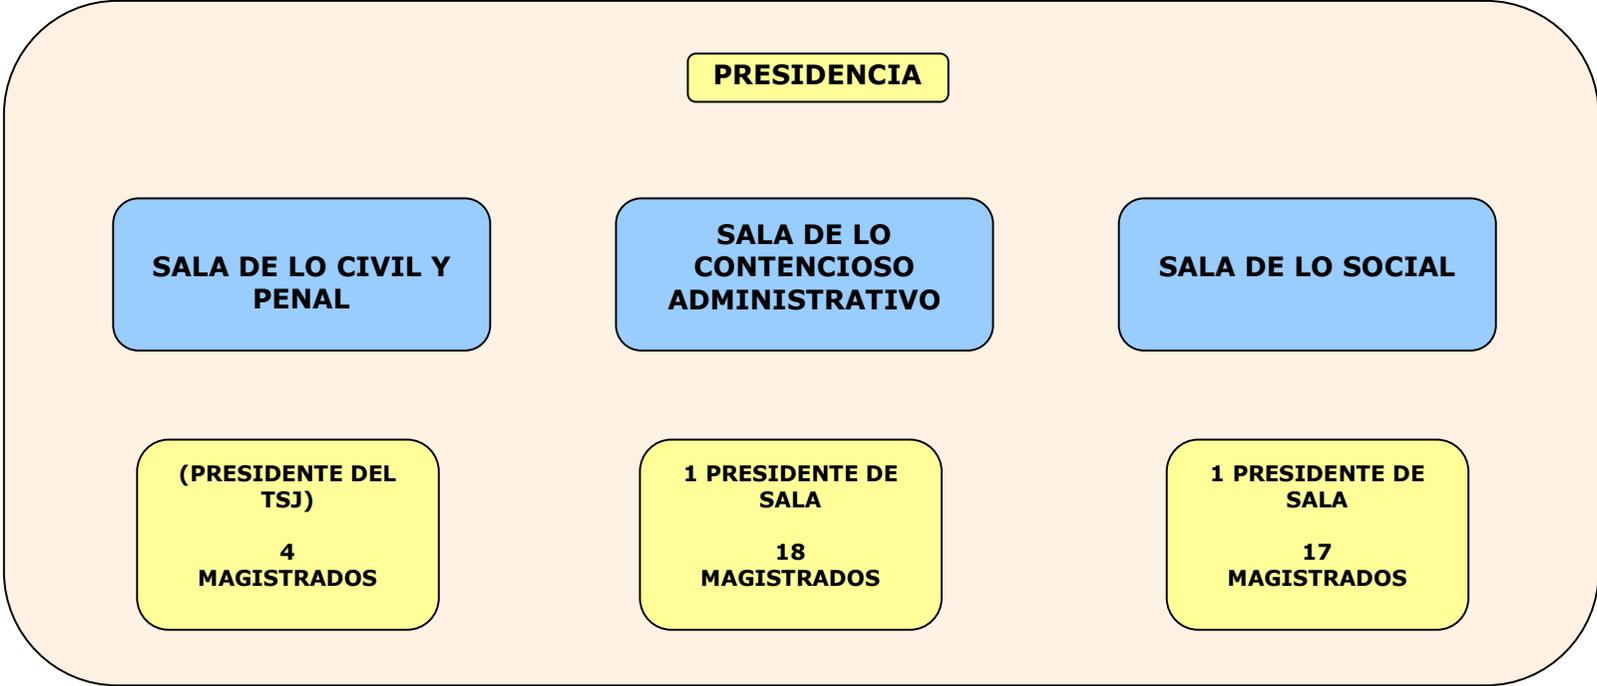 PRESIDENCIA
SALA DE LO CIVIL Y
PENAL
SALA DE LO
CONTENCIOSO
ADMINISTRATIVO
SALA DE LO SOCIAL
(PRESIDENTE DEL
TSJ)
4
MAGISTRADOS
1 PRESIDENTE DE
SALA
18
MAGISTRADOS
1 PRESIDENTE DE
SALA
17
MAGISTRADOS